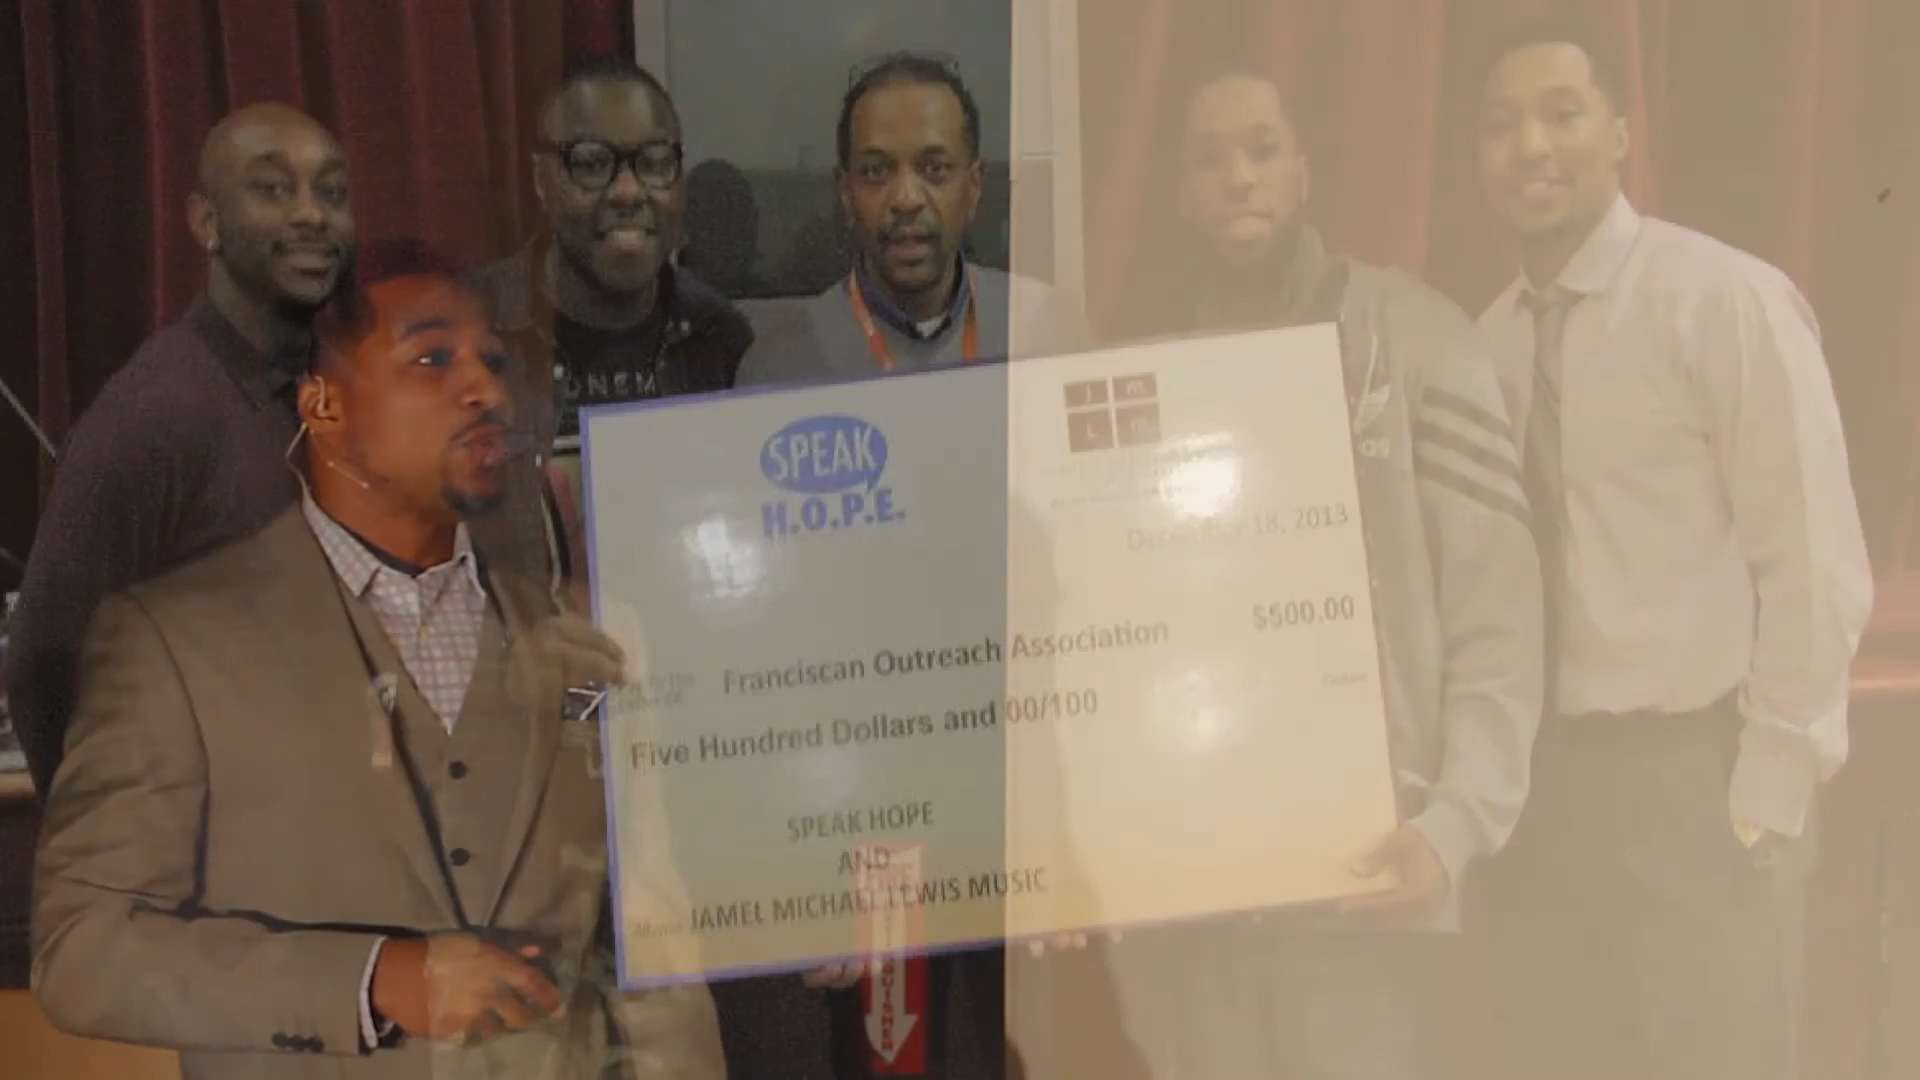 SPEAK
H.O.P.E.
J M
L M
December 18, 2013
Franciscan Outreach Association $500.00
Five Hundred Dollars and 00/100
SPEAK HOPE
AND
JAMEL MICHAEL LEWIS MUSIC